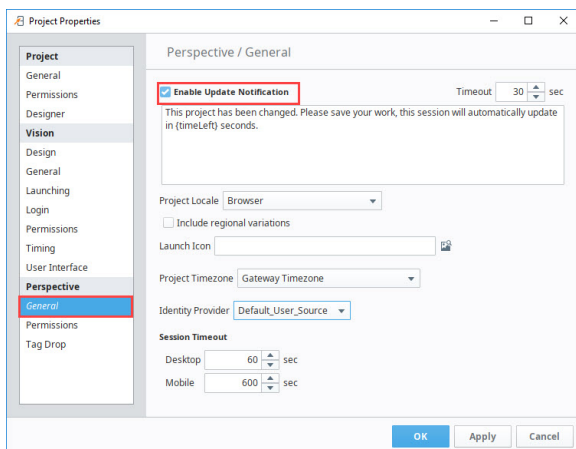 Project Properties
Project
General
Permissions
Designer
Vision
Design
General
Launching
Login
Permissions
Timing
User Interface
Perspective
General
Permissions
Tag Drop
Perspective / General
Enable Update Notification
Timeout 30 sec
This project has been changed. Please save your work, this session will automatically update
in {timeLeft} seconds.
Project Locale Browser
Include regional variations
Launch Icon
Project Timezone Gateway Timezone
Identity Provider Default_User_Source
Session Timeout
Desktop 60 sec
Mobile 600 sec
OK Apply Cancel